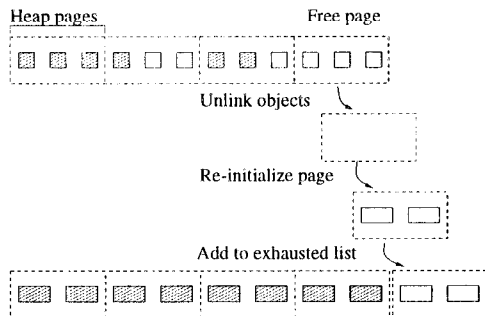 Heap pages
Free page
Unlink objects
Re-initialize page
Add to exhausted list